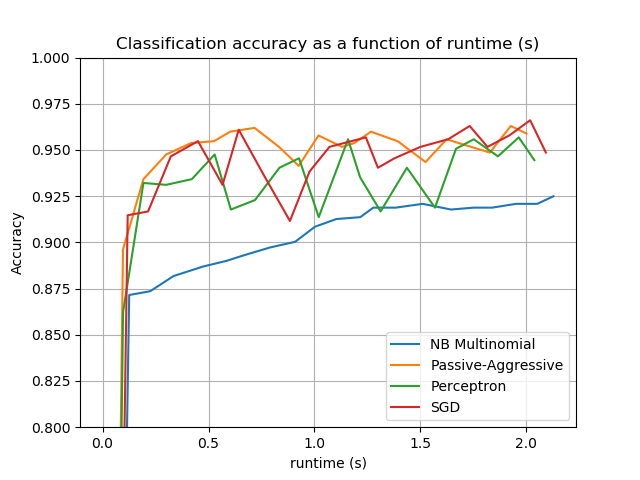 Classification accuracy as a function of runtime (s)
1.000
0.975
0.950
0.925
0.900
0.875
0.850
0.825
0.800
Accuracy
0.0 0.5 1.0 1.5 2.0
runtime (s)
NB Multinomial
Passive-Aggressive
Perceptron
SGD